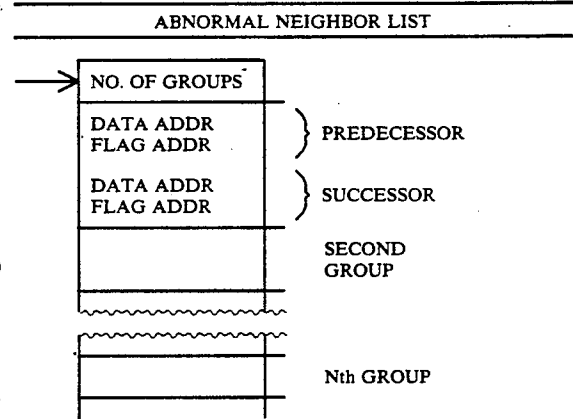 ABNORMAL NEIGHBOR LIST
NO. OF GROUPS
DATA ADDR
FLAG ADDR
PREDECESSOR
DATA ADDR
FLAG ADDR
SUCCESSOR
SECOND
GROUP
Nth GROUP